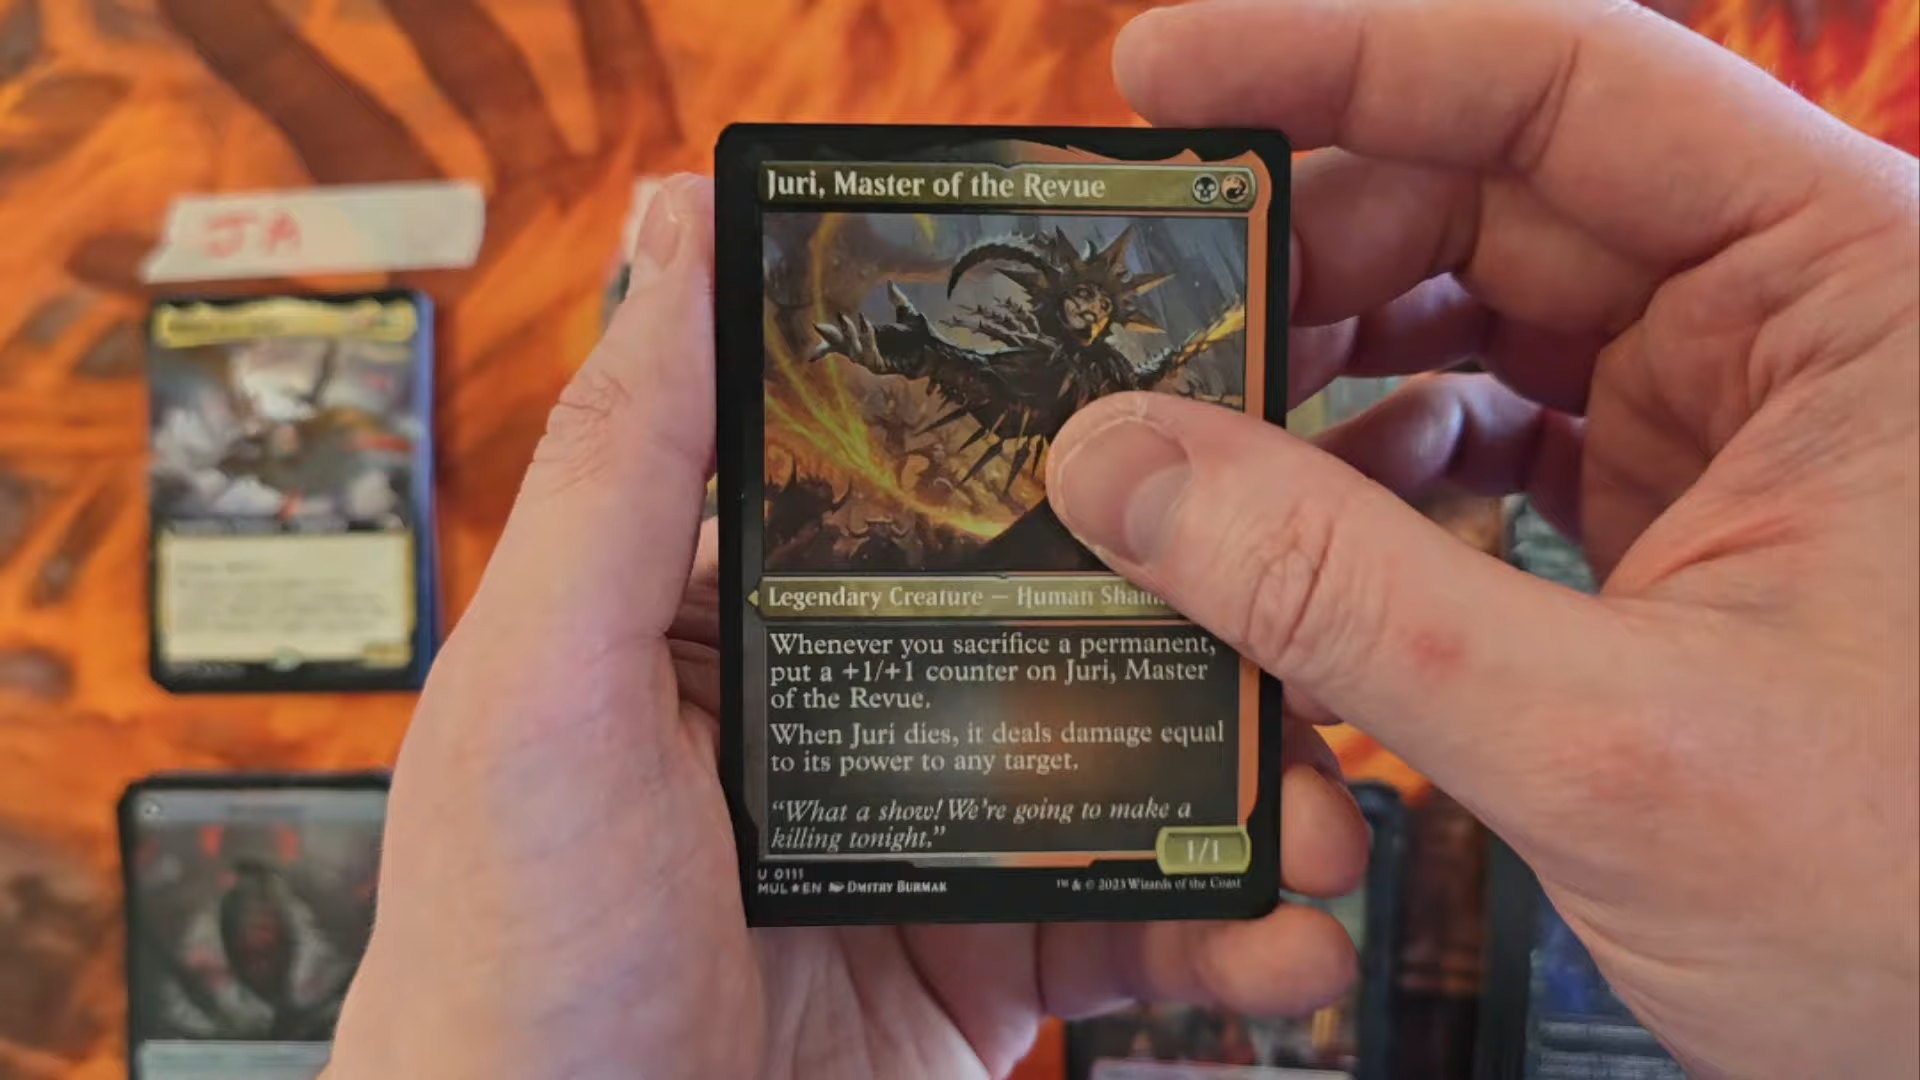 JA
Juri, Master of the Revue
Legendary Creature — Human Sham
Whenever you sacrifice a permanent,
put a +1/+1 counter on Juri, Master
of the Revue.
When Juri dies, it deals damage equal
to its power to any target.
“What a show! We're going to make a
killing tonight.”
1/1
U 0111
MUL★EN Dmitry Burmak
™ & © 2023 Wizards of the Coast